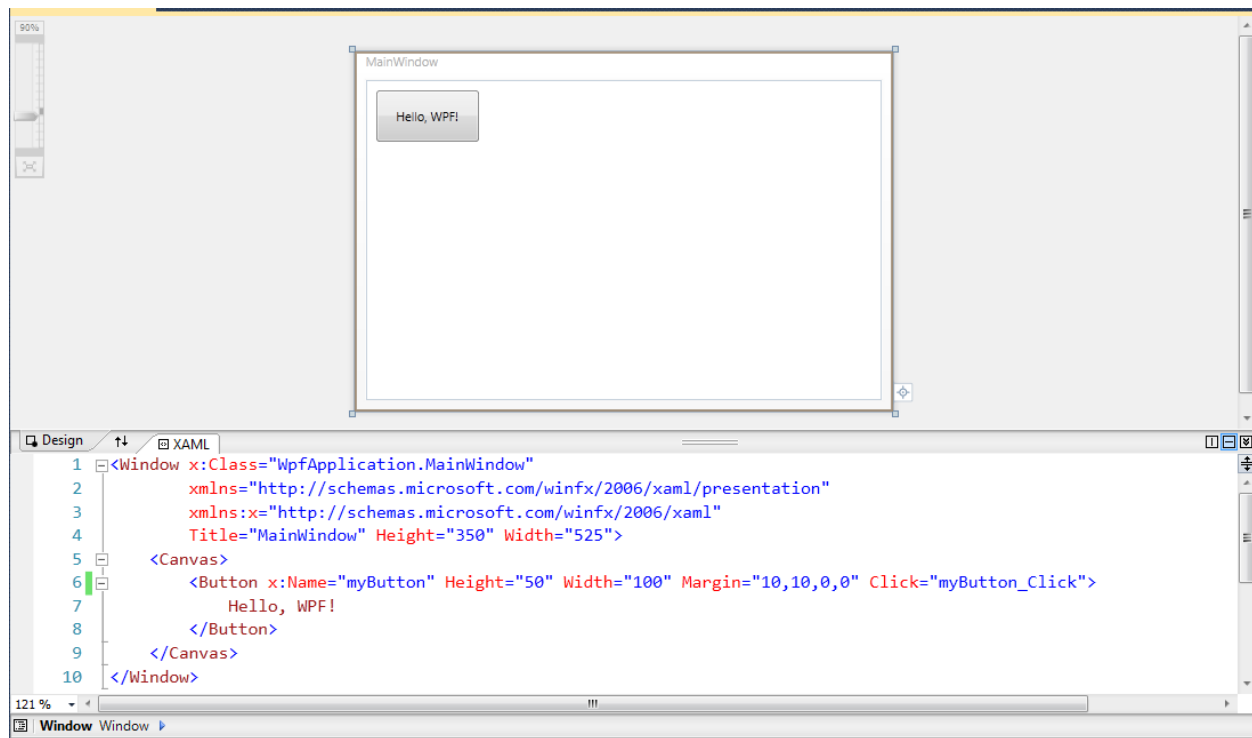 90%
MainWindow
Hello, WPF!
Design
XAML
1 <Window x:Class="WpfApplication.MainWindow"
2 xmlns="http://schemas.microsoft.com/winfx/2006/xaml/presentation"
3 xmlns:x="http://schemas.microsoft.com/winfx/2006/xaml"
4 Title="MainWindow" Height="350" Width="525">
5 <Canvas>
6 <Button x:Name="myButton" Height="50" Width="100" Margin="10,10,0,0" Click="myButton_Click">
7 Hello, WPF!
8 </Button>
9 </Canvas>
10 </Window>
121 %
Window Window